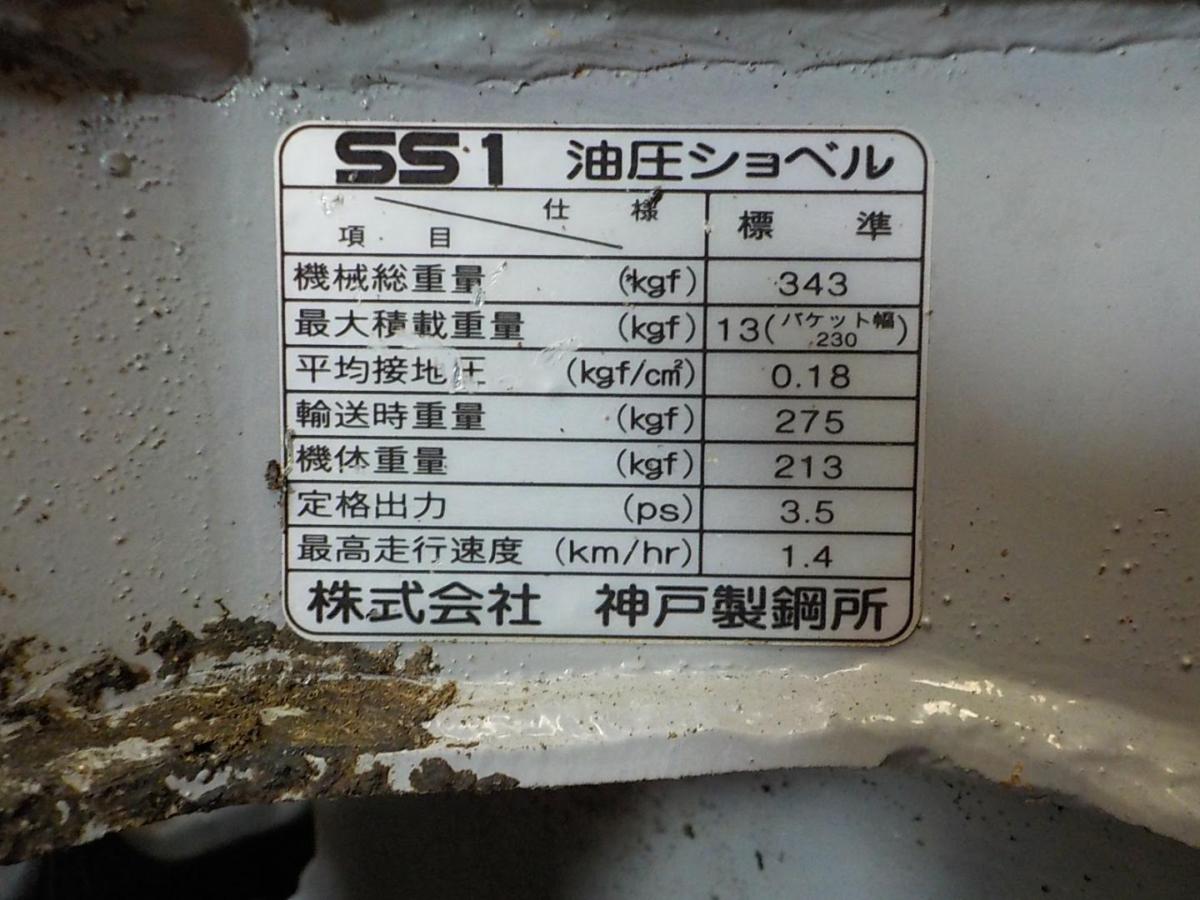 SS1 油圧ショベル
仕 様
項 目
標 準
機械総重量 (kgf) 343
最大積載重量 (kgf) 13(バケット幅 230)
平均接地圧 (kgf/cm²) 0.18
輸送時重量 (kgf) 275
機体重量 (kgf) 213
定格出力 (ps) 3.5
最高走行速度 (km/hr) 1.4
株式会社 神戸製鋼所